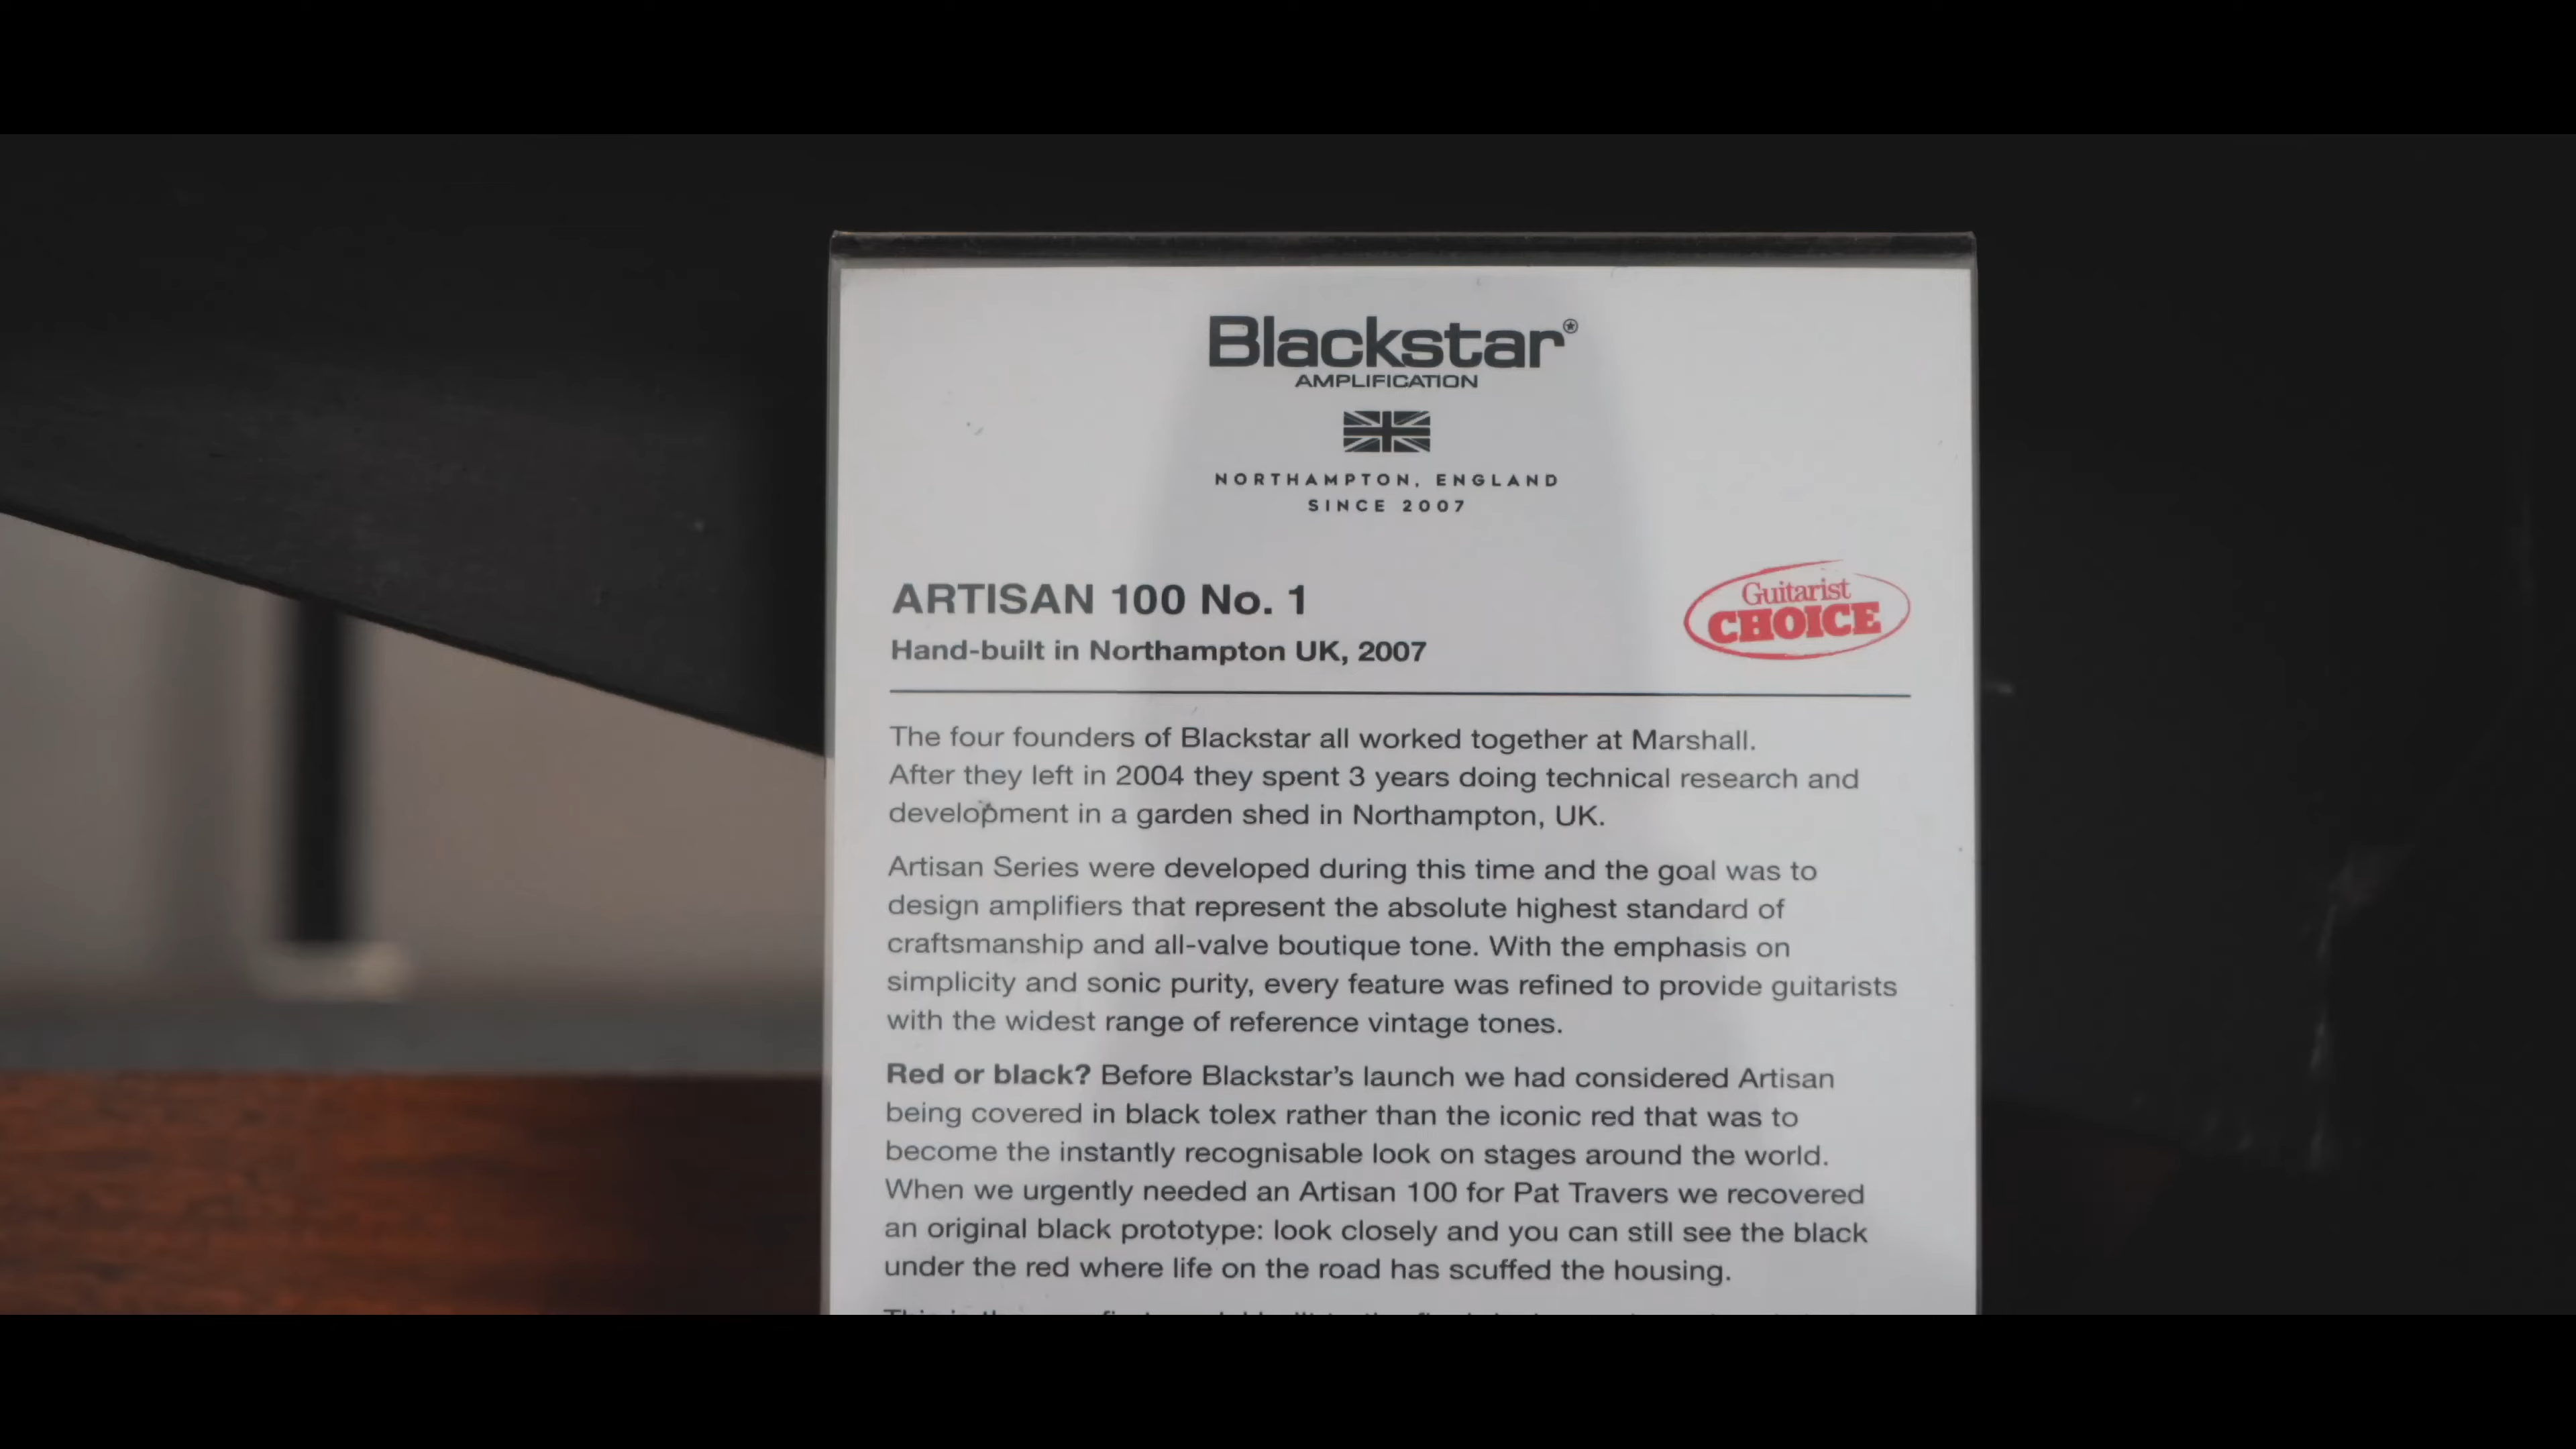 Blackstar
AMPLIFICATION
NORTHAMPTON, ENGLAND
SINCE 2007
ARTISAN 100 No. 1
Guitarist
CHOICE
Hand-built in Northampton UK, 2007
The four founders of Blackstar all worked together at Marshall.
After they left in 2004 they spent 3 years doing technical research and
development in a garden shed in Northampton, UK.
Artisan Series were developed during this time and the goal was to
design amplifiers that represent the absolute highest standard of
craftsmanship and all-valve boutique tone. With the emphasis on
simplicity and sonic purity, every feature was refined to provide guitarists
with the widest range of reference vintage tones.
Red or black? Before Blackstar's launch we had considered Artisan
being covered in black tolex rather than the iconic red that was to
become the instantly recognisable look on stages around the world.
When we urgently needed an Artisan 100 for Pat Travers we recovered
an original black prototype: look closely and you can still see the black
under the red where life on the road has scuffed the housing.